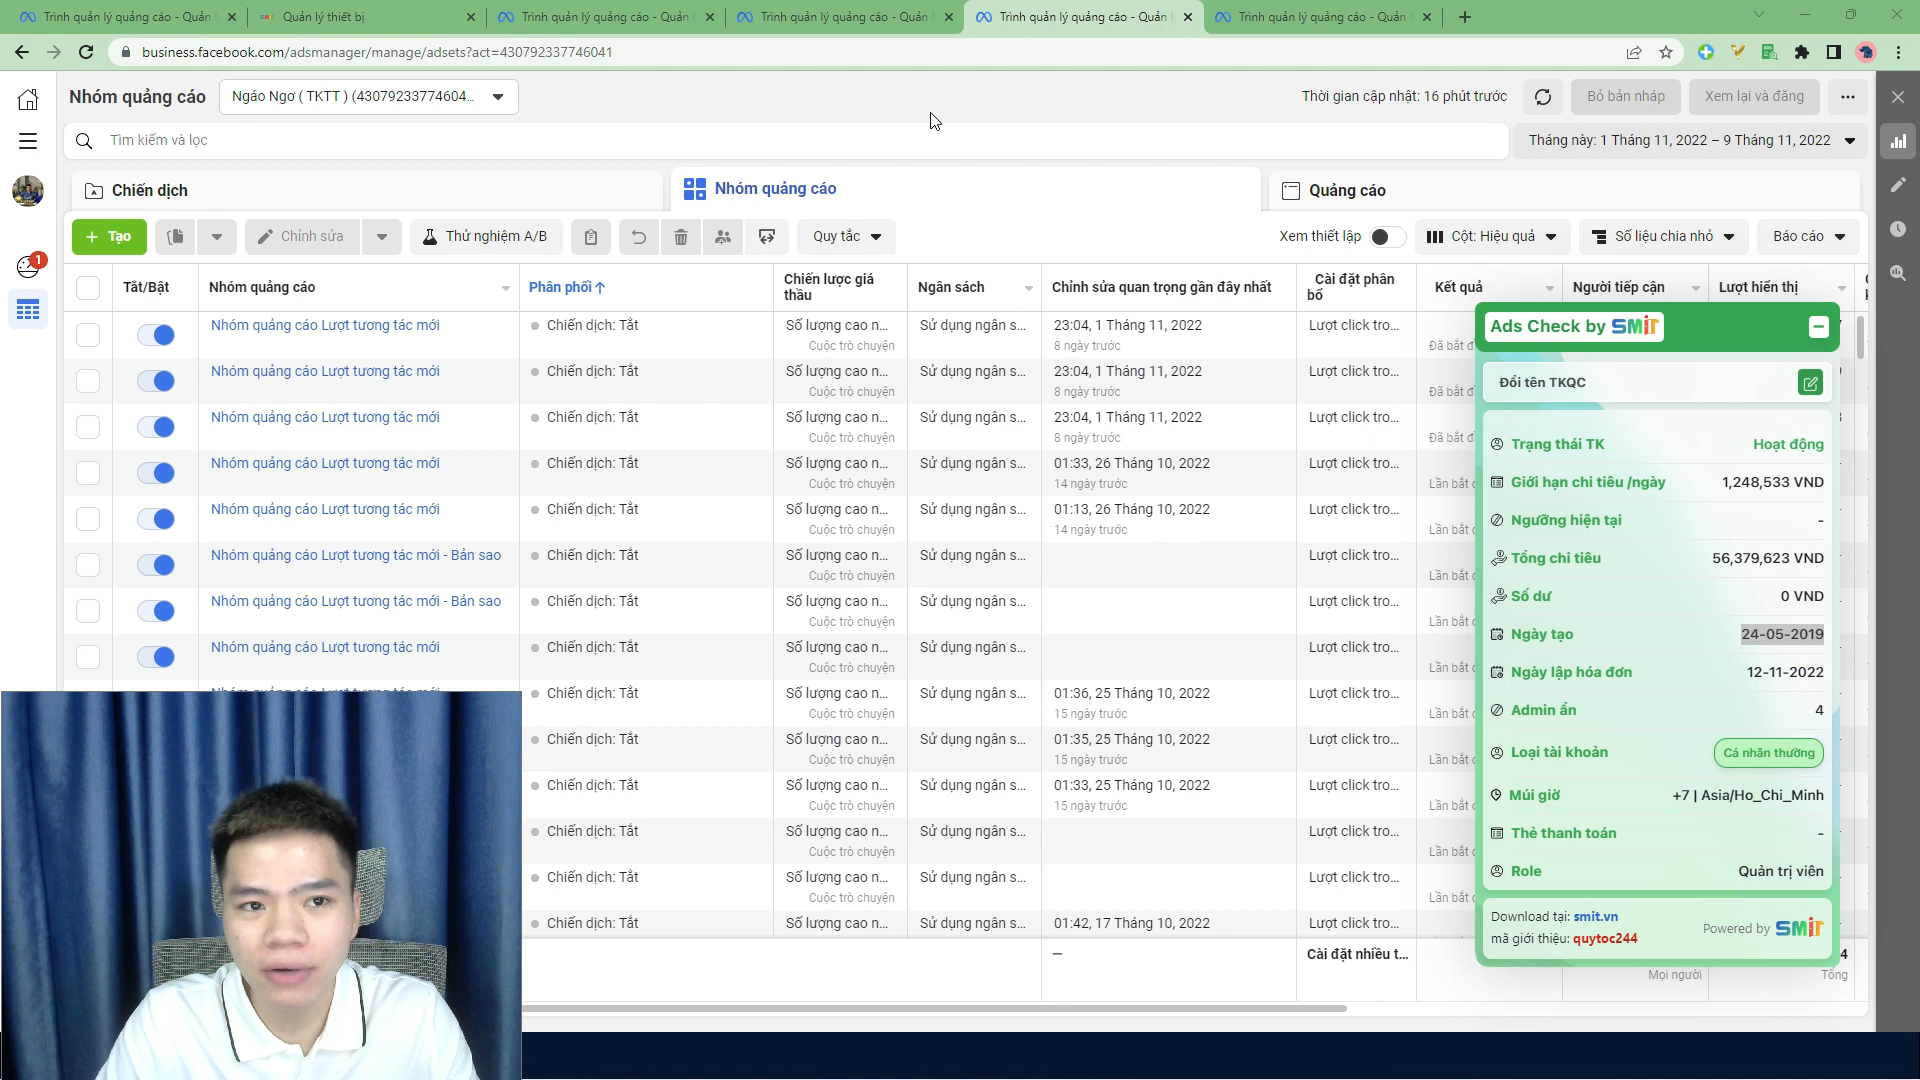 Trình quản lý quảng cáo - Quản
Quản lý thiết bị
Trình quản lý quảng cáo - Quản
Trình quản lý quảng cáo - Quản
Trình quản lý quảng cáo - Quản
Trình quản lý quảng cáo - Quản
business.facebook.com/adsmanager/manage/adsets?act=430792337746041
Nhóm quảng cáo
Ngáo Ngơ ( TKTT ) (43079233774604...
Thời gian cập nhật: 16 phút trước
Bỏ bản nháp
Xem lại và đăng
Tìm kiếm và lọc
Tháng này: 1 Tháng 11, 2022 – 9 Tháng 11, 2022
Chiến dịch
Nhóm quảng cáo
Quảng cáo
1
+ Tạo
Chỉnh sửa
Thử nghiệm A/B
Quy tắc
Xem thiết lập
Cột: Hiệu quả
Số liệu chia nhỏ
Báo cáo
Tắt/Bật
Nhóm quảng cáo
Phân phối ↑
Chiến lược giá thầu
Ngân sách
Chỉnh sửa quan trọng gần đây nhất
Cài đặt phân bổ
Kết quả
Người tiếp cận
Lượt hiển thị
Nhóm quảng cáo Lượt tương tác mới
Chiến dịch: Tắt
Số lượng cao n...
Cuộc trò chuyện
Sử dụng ngân s...
23:04, 1 Tháng 11, 2022
8 ngày trước
Lượt click tro...
Đã bắt đ
Nhóm quảng cáo Lượt tương tác mới
Chiến dịch: Tắt
Số lượng cao n...
Cuộc trò chuyện
Sử dụng ngân s...
23:04, 1 Tháng 11, 2022
8 ngày trước
Lượt click tro...
Đã bắt đ
Nhóm quảng cáo Lượt tương tác mới
Chiến dịch: Tắt
Số lượng cao n...
Cuộc trò chuyện
Sử dụng ngân s...
23:04, 1 Tháng 11, 2022
8 ngày trước
Lượt click tro...
Đã bắt đ
Nhóm quảng cáo Lượt tương tác mới
Chiến dịch: Tắt
Số lượng cao n...
Cuộc trò chuyện
Sử dụng ngân s...
01:33, 26 Tháng 10, 2022
14 ngày trước
Lượt click tro...
Lần bắt đ
Nhóm quảng cáo Lượt tương tác mới
Chiến dịch: Tắt
Số lượng cao n...
Cuộc trò chuyện
Sử dụng ngân s...
01:13, 26 Tháng 10, 2022
14 ngày trước
Lượt click tro...
Lần bắt đ
Nhóm quảng cáo Lượt tương tác mới - Bản sao
Chiến dịch: Tắt
Số lượng cao n...
Cuộc trò chuyện
Sử dụng ngân s...
Lượt click tro...
Lần bắt đ
Nhóm quảng cáo Lượt tương tác mới - Bản sao
Chiến dịch: Tắt
Số lượng cao n...
Cuộc trò chuyện
Sử dụng ngân s...
Lượt click tro...
Lần bắt đ
Nhóm quảng cáo Lượt tương tác mới
Chiến dịch: Tắt
Số lượng cao n...
Cuộc trò chuyện
Sử dụng ngân s...
Lượt click tro...
Lần bắt đ
Chiến dịch: Tắt
Số lượng cao n...
Cuộc trò chuyện
Sử dụng ngân s...
01:36, 25 Tháng 10, 2022
15 ngày trước
Lượt click tro...
Lần bắt đ
Chiến dịch: Tắt
Số lượng cao n...
Cuộc trò chuyện
Sử dụng ngân s...
01:35, 25 Tháng 10, 2022
15 ngày trước
Lượt click tro...
Lần bắt đ
Chiến dịch: Tắt
Số lượng cao n...
Cuộc trò chuyện
Sử dụng ngân s...
01:33, 25 Tháng 10, 2022
15 ngày trước
Lượt click tro...
Lần bắt đ
Chiến dịch: Tắt
Số lượng cao n...
Cuộc trò chuyện
Sử dụng ngân s...
Lượt click tro...
Lần bắt đ
Chiến dịch: Tắt
Số lượng cao n...
Cuộc trò chuyện
Sử dụng ngân s...
Lượt click tro...
Lần bắt đ
Chiến dịch: Tắt
Số lượng cao n...
Sử dụng ngân s...
01:42, 17 Tháng 10, 2022
Lượt click tro...
—
Cài đặt nhiều t...
Mọi người
4
Tổng
Ads Check by SMIT
Đổi tên TKQC
Trạng thái TK
Hoạt động
Giới hạn chi tiêu /ngày
1,248,533 VND
Ngưỡng hiện tại
-
Tổng chi tiêu
56,379,623 VND
Số dư
0 VND
Ngày tạo
24-05-2019
Ngày lập hóa đơn
12-11-2022
Admin ẩn
4
Loại tài khoản
Cá nhân thường
Múi giờ
+7 | Asia/Ho_Chi_Minh
Thẻ thanh toán
-
Role
Quản trị viên
Download tại: smit.vn
mã giới thiệu: quytoc244
Powered by SMIT